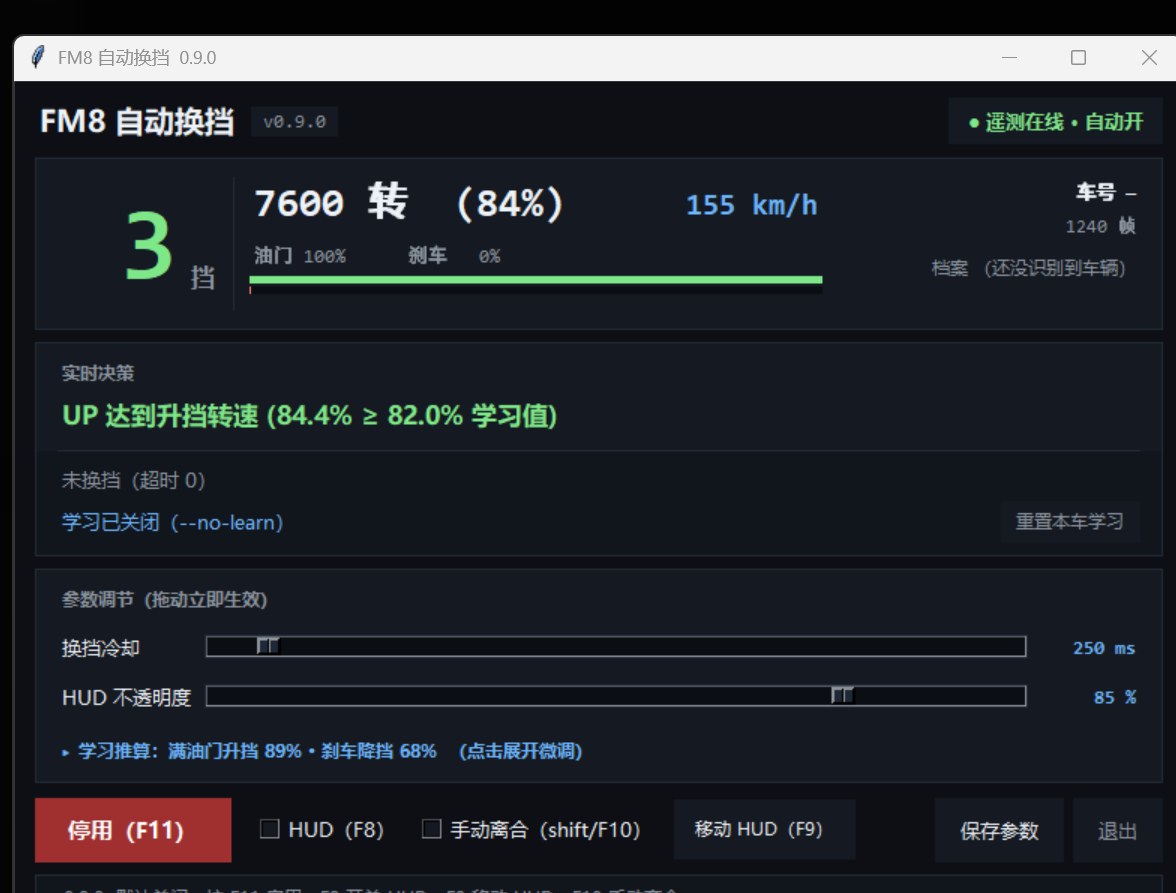 FM8 自动换挡 0.9.0
FM8 自动换挡 v0.9.0 ● 遥测在线 • 自动开
3 挡
7600 转 (84%) 155 km/h
车号 —
1240 帧
油门 100% 刹车 0%
档案 (还没识别到车辆)
实时决策
UP 达到升挡转速 (84.4% ≥ 82.0% 学习值)
未换挡 (超时 0)
学习已关闭 (--no-learn) 重置本车学习
参数调节 (拖动立即生效)
换挡冷却 250 ms
HUD 不透明度 85 %
▸ 学习推算: 满油门升挡 89% • 刹车降挡 68% (点击展开微调)
停用 (F11) HUD (F8) 手动离合 (shift/F10) 移动 HUD (F9) 保存参数 退出